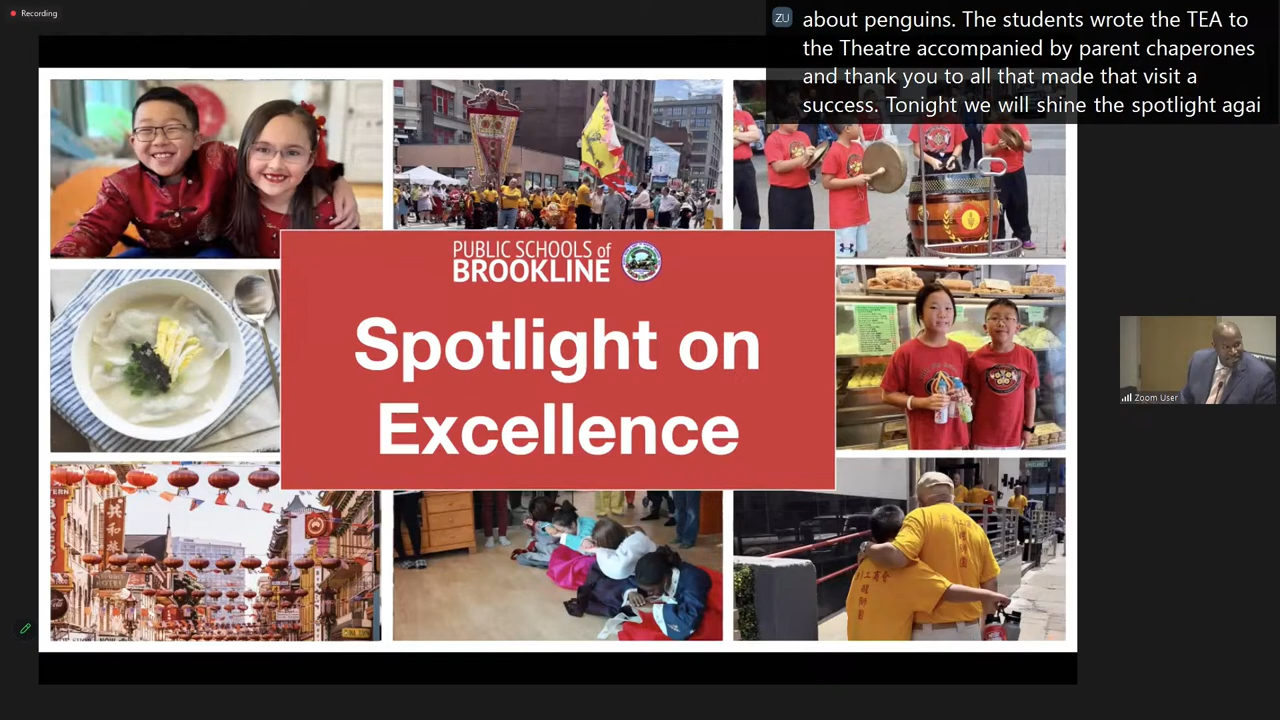 Recording
ZU
about penguins. The students wrote the TEA to
the Theatre accompanied by parent chaperones
and thank you to all that made that visit a
success. Tonight we will shine the spotlight agai
PUBLIC SCHOOLS of
BROOKLINE
Spotlight on
Excellence
Zoom User
共和